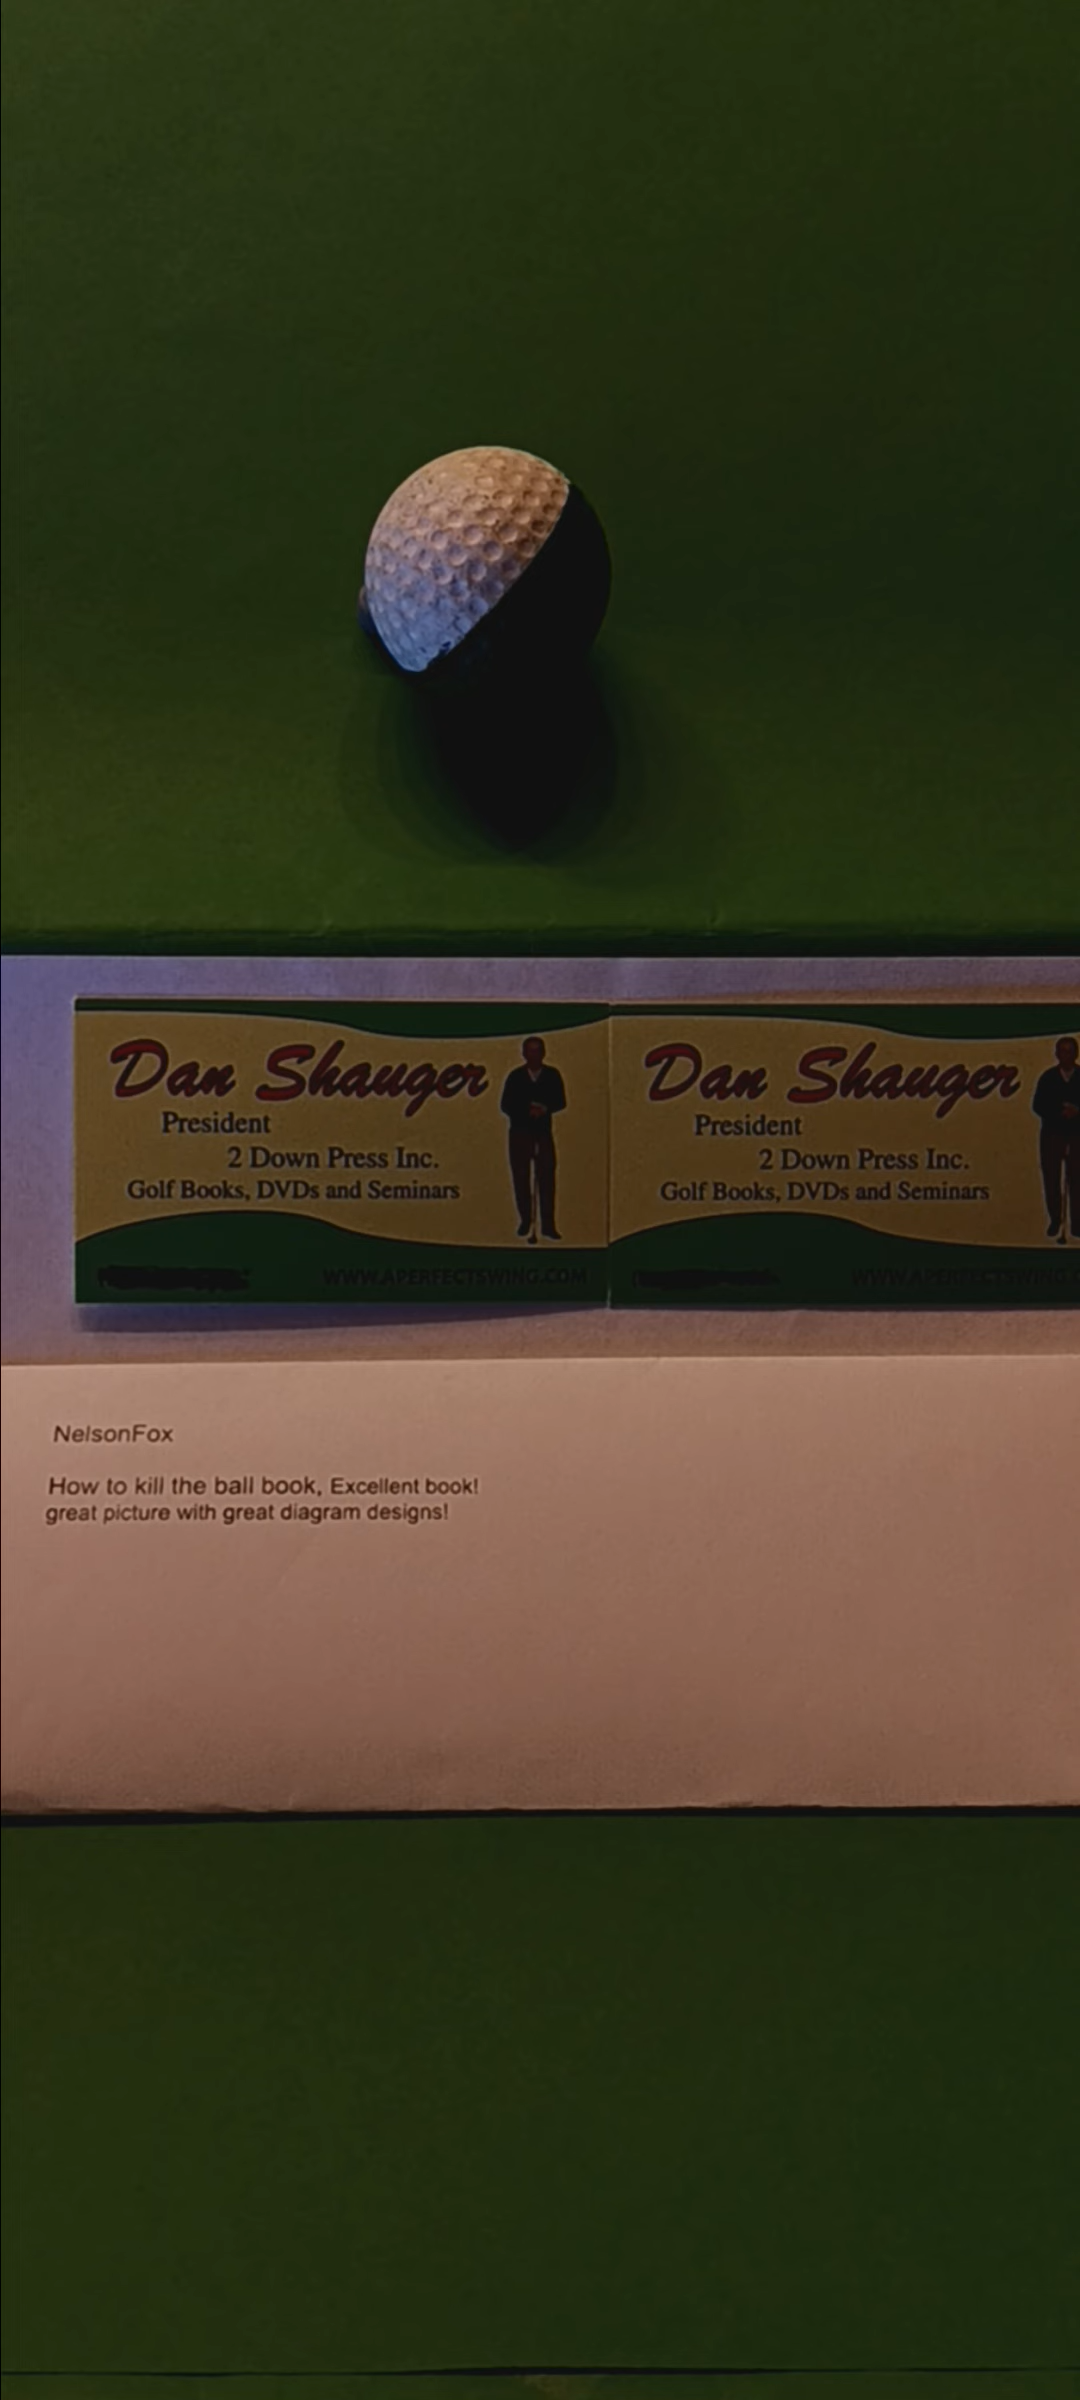 Dan Shauger
President
2 Down Press Inc.
Golf Books, DVDs and Seminars
WWW.APERFECTSWING.COM
Dan Shauger
President
2 Down Press Inc.
Golf Books, DVDs and Seminars
WWW.APERFECTSWING.C
NelsonFox
How to kill the ball book, Excellent book!
great picture with great diagram designs!